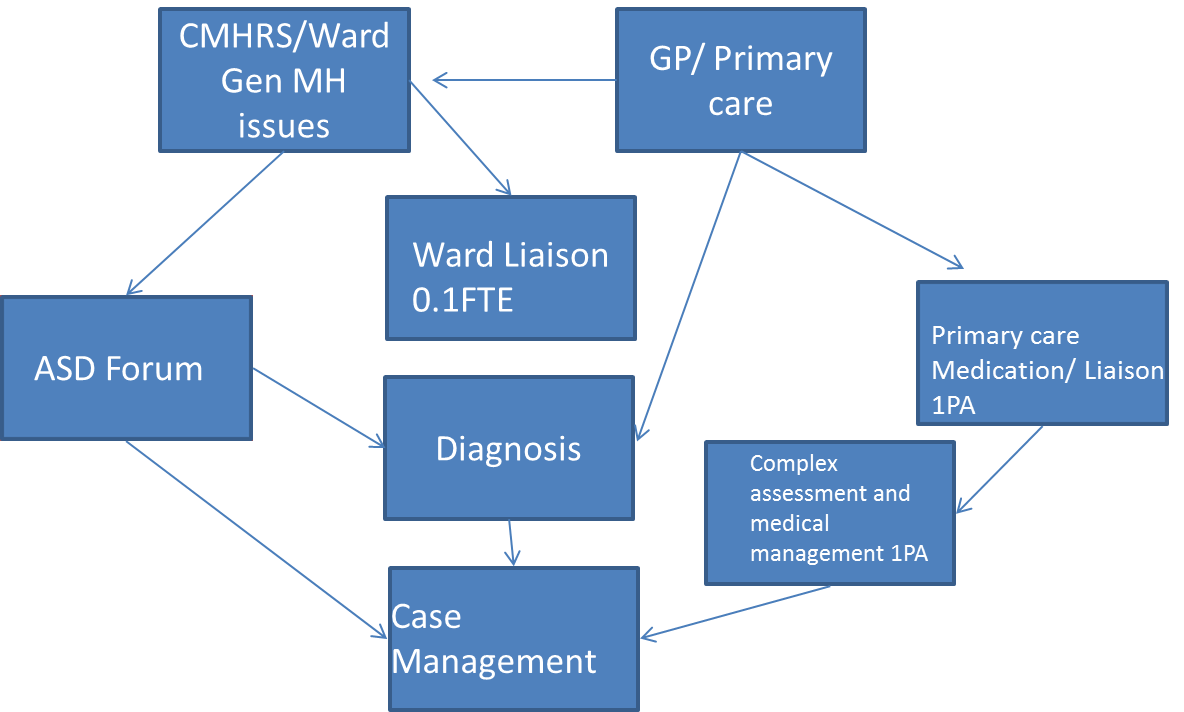 CMHRS/Ward
Gen MH
issues
GP/ Primary
care
Ward Liaison
0.1FTE
ASD Forum
Primary care
Medication/ Liaison
1PA
Diagnosis
Complex
assessment and
medical
management 1PA
Case
Management